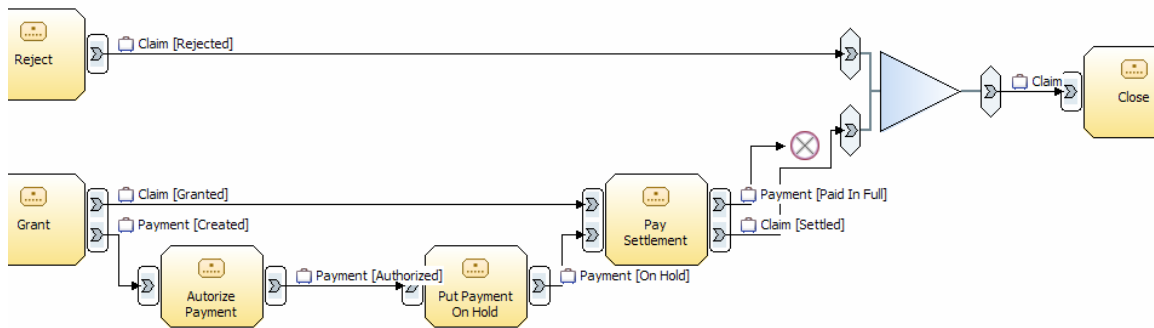 Claim [Rejected]
Reject
Claim
Close
Claim [Granted]
Payment [Paid In Full]
Grant
Payment [Created]
Pay
Settlement
Claim [Settled]
Payment [Authorized]
Payment [On Hold]
Autorize
Payment
Put Payment
On Hold